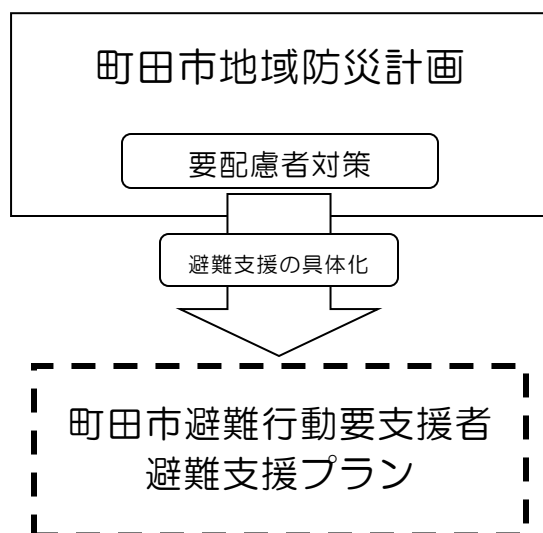 町田市地域防災計画
要配慮者対策
避難支援の具体化
町田市避難行動要支援者
避難支援プラン